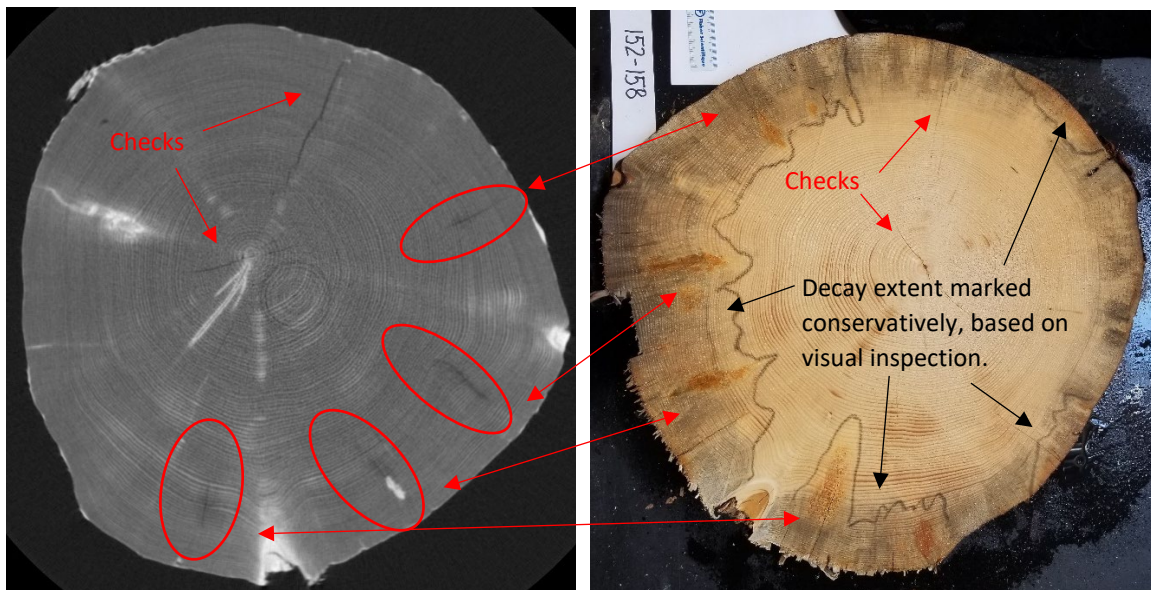 Checks
152-158
Checks
Decay extent marked
conservatively, based on
visual inspection.